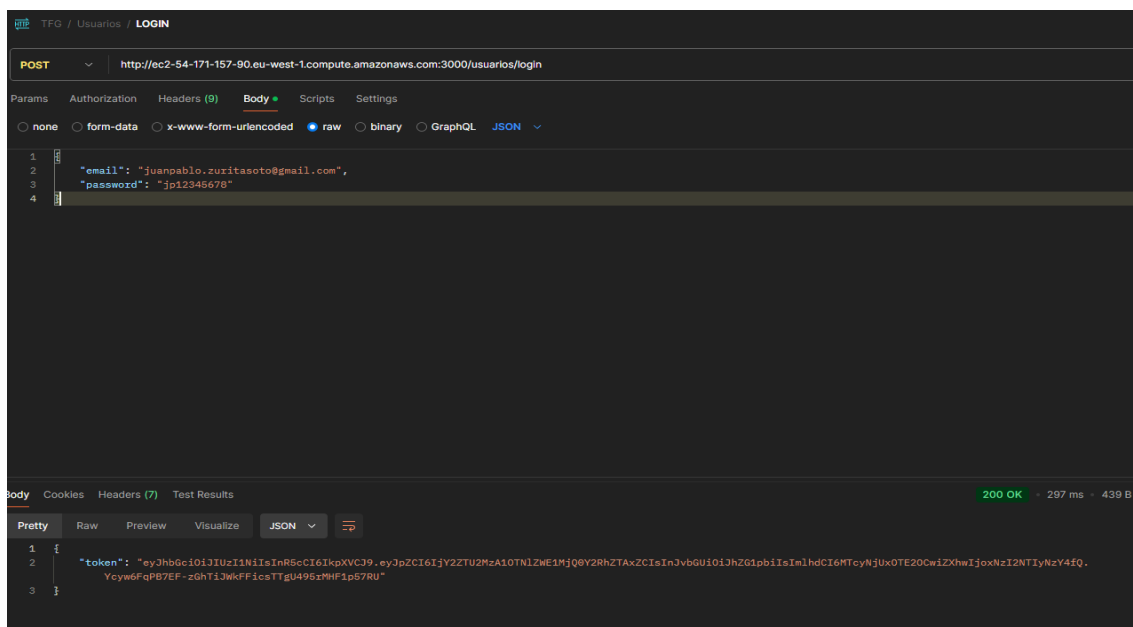 HTTP TFG / Usuarios / LOGIN
POST http://ec2-54-171-157-90.eu-west-1.compute.amazonaws.com:3000/usuarios/login
Params Authorization Headers (9) Body Scripts Settings
none form-data x-www-form-urlencoded raw binary GraphQL JSON
1 {
2 "email": "juanpablo.zuritasoto@gmail.com",
3 "password": "jp12345678"
4 }
Body Cookies Headers (7) Test Results 200 OK 297 ms 439 B
Pretty Raw Preview Visualize JSON
1 {
2 "token": "eyJhbGciOiJIUzI1NiIsInR5cCI6IkpXVCJ9.eyJpZCI6IjY2ZTU2MzA1OTNlZWE1MjQ0Y2RhZTAxZCIsInJvbGUiOiJhZG1pbiIsImlhdCI6MTcyNjUxOTE2OCwiZXhwIjoxNzI2NTIyNzY4fQ.
Ycyw6FqPB7EF-zGhTiJWkFFicsTTgU495rMHF1p57RU"
3 }